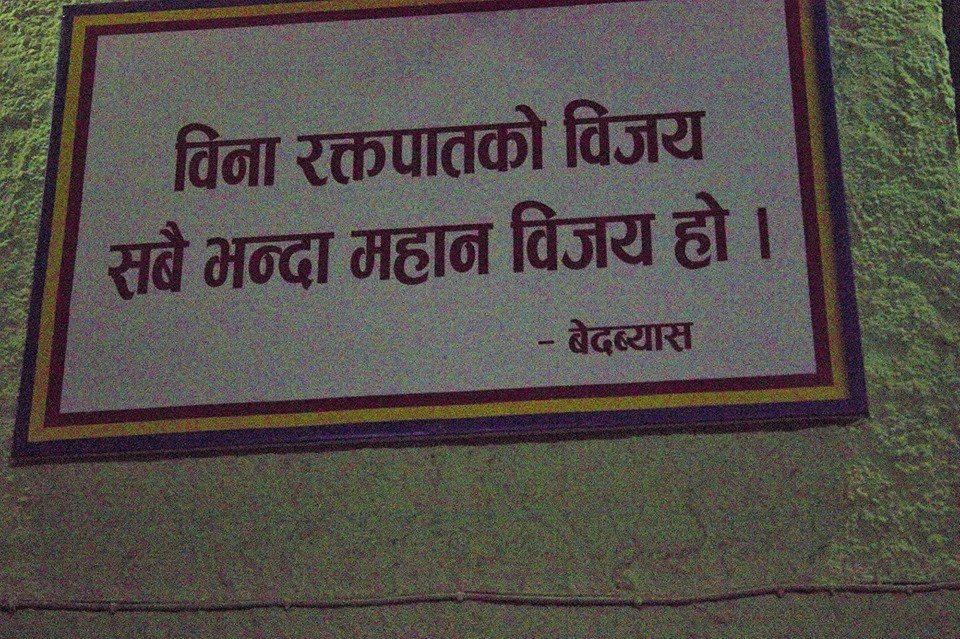 विना रक्तपातको विजय
सबै भन्दा महान विजय हो ।
- बेदब्यास